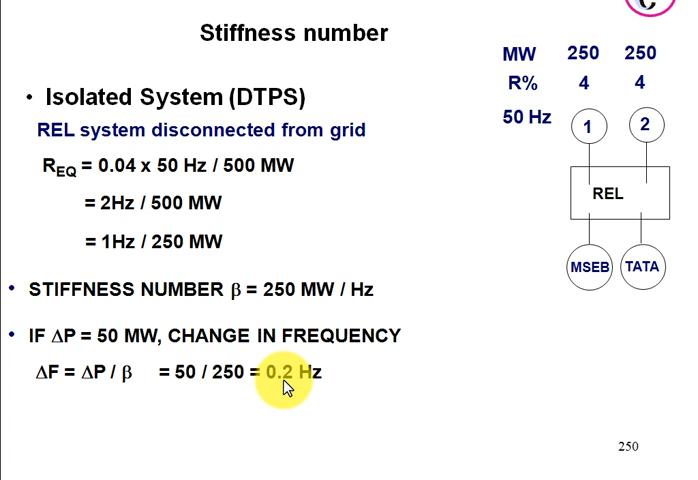 Stiffness number
• Isolated System (DTPS)
REL system disconnected from grid
REQ = 0.04 x 50 Hz / 500 MW
= 2Hz / 500 MW
= 1Hz / 250 MW
• STIFFNESS NUMBER β = 250 MW / Hz
• IF ΔP = 50 MW, CHANGE IN FREQUENCY
ΔF = ΔP / β = 50 / 250 = 0.2 Hz
MW 250 250
R% 4 4
50 Hz 1 2
REL
MSEB TATA
250